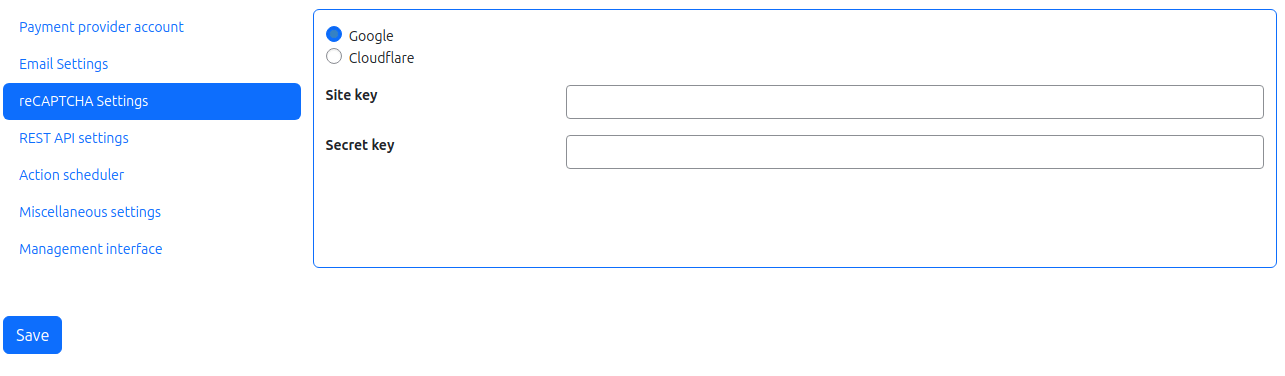 Payment provider account
Email Settings
reCAPTCHA Settings
REST API settings
Action scheduler
Miscellaneous settings
Management interface
Google
Cloudflare
Site key
Secret key
Save